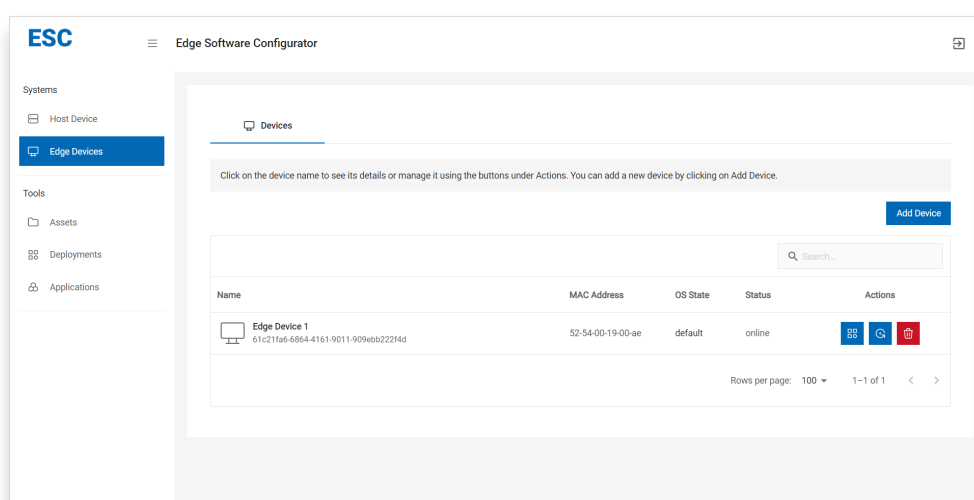 ESC
Edge Software Configurator
Systems
Host Device
Edge Devices
Tools
Assets
Deployments
Applications
Devices
Click on the device name to see its details or manage it using the buttons under Actions. You can add a new device by clicking on Add Device.
Add Device
Search...
Name MAC Address OS State Status Actions
Edge Device 1
61c21fa6-6864-4161-9011-909ebb222f4d
52-54-00-19-00-ae default online
Rows per page: 100 1–1 of 1